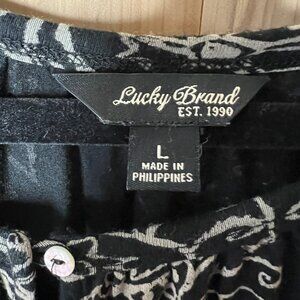 Lucky Brand
EST. 1990
L
MADE IN
PHILIPPINES